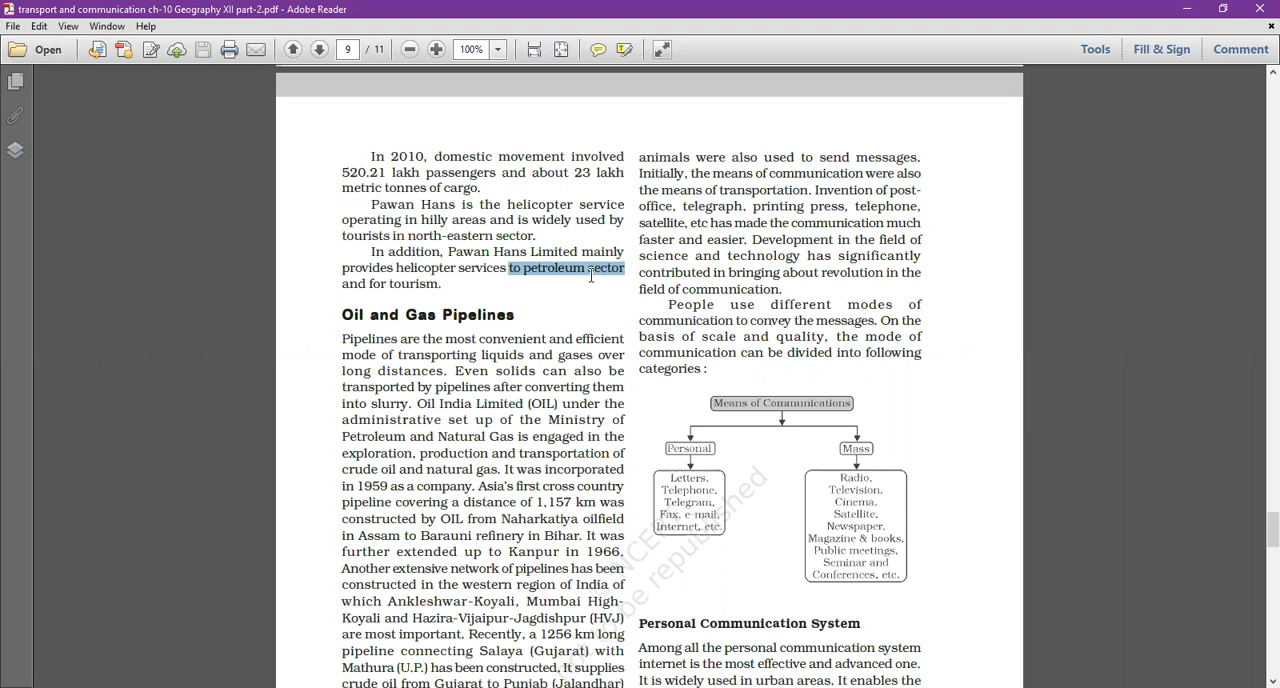 transport and communication ch-10 Geography XII part-2.pdf - Adobe Reader
File Edit View Window Help
Open 9 / 11 100% Tools Fill & Sign Comment
In 2010, domestic movement involved
520.21 lakh passengers and about 23 lakh
metric tonnes of cargo.
Pawan Hans is the helicopter service
operating in hilly areas and is widely used by
tourists in north-eastern sector.
In addition, Pawan Hans Limited mainly
provides helicopter services to petroleum sector
and for tourism.
Oil and Gas Pipelines
Pipelines are the most convenient and efficient
mode of transporting liquids and gases over
long distances. Even solids can also be
transported by pipelines after converting them
into slurry. Oil India Limited (OIL) under the
administrative set up of the Ministry of
Petroleum and Natural Gas is engaged in the
exploration, production and transportation of
crude oil and natural gas. It was incorporated
in 1959 as a company. Asia's first cross country
pipeline covering a distance of 1,157 km was
constructed by OIL from Naharkatiya oilfield
in Assam to Barauni refinery in Bihar. It was
further extended up to Kanpur in 1966.
Another extensive network of pipelines has been
constructed in the western region of India of
which Ankleshwar-Koyali, Mumbai High-
Koyali and Hazira-Vijaipur-Jagdishpur (HVJ)
are most important. Recently, a 1256 km long
pipeline connecting Salaya (Gujarat) with
Mathura (U.P.) has been constructed. It supplies
crude oil from Gujarat to Punjab (Jalandhar)
animals were also used to send messages.
Initially, the means of communication were also
the means of transportation. Invention of post-
office, telegraph, printing press, telephone,
satellite, etc has made the communication much
faster and easier. Development in the field of
science and technology has significantly
contributed in bringing about revolution in the
field of communication.
People use different modes of
communication to convey the messages. On the
basis of scale and quality, the mode of
communication can be divided into following
categories :
Means of Communications
Personal
Mass
Letters,
Telephone,
Telegram,
Fax, e-mail,
Internet, etc.
Radio,
Television,
Cinema,
Satellite,
Newspaper,
Magazine & books,
Public meetings,
Seminar and
Conferences, etc.
Personal Communication System
Among all the personal communication system
internet is the most effective and advanced one.
It is widely used in urban areas. It enables the
be republished